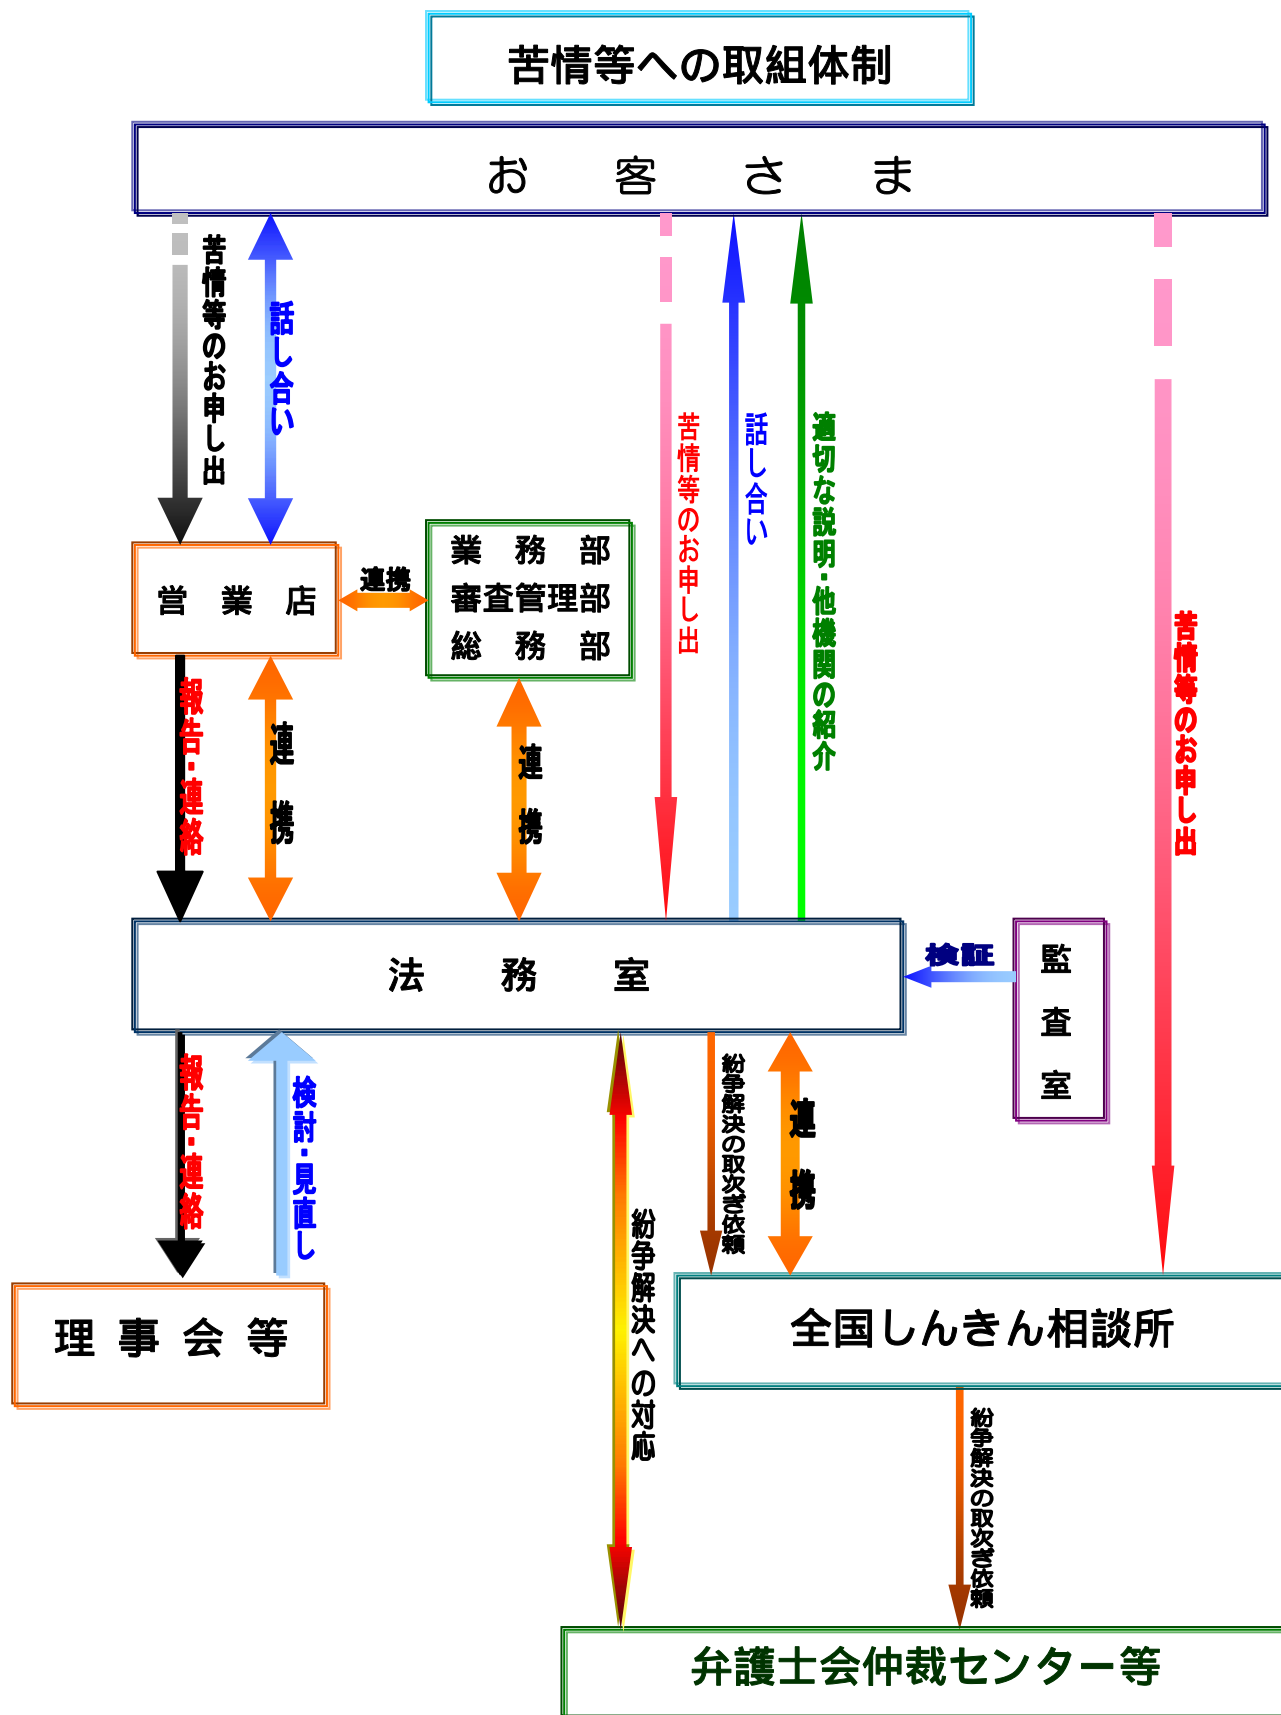 苦情等への取組体制
お客さま
苦情等のお申し出
話し合い
苦情等のお申し出
話し合い
適切な説明・他機関の紹介
苦情等のお申し出
営業店
連携
業務部
審査管理部
総務部
報告・連絡
連携
連携
法務室
検証
監査室
報告・連絡
検討・見直し
紛争解決への対応
紛争解決の取次ぎ依頼
連携
理事会等
全国しんきん相談所
紛争解決の取次ぎ依頼
弁護士会仲裁センター等